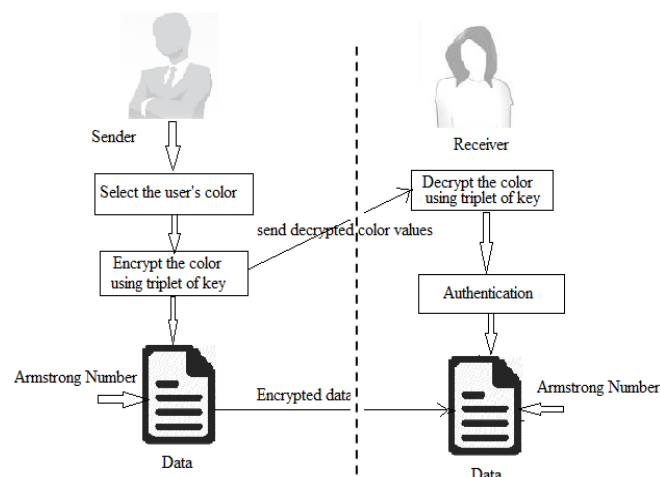 Sender
Receiver
Select the user's color
Decrypt the color
using triplet of key
send decrypted color values
Encrypt the color
using triplet of key
Authentication
Armstrong Number
Encrypted data
Armstrong Number
Data
Data